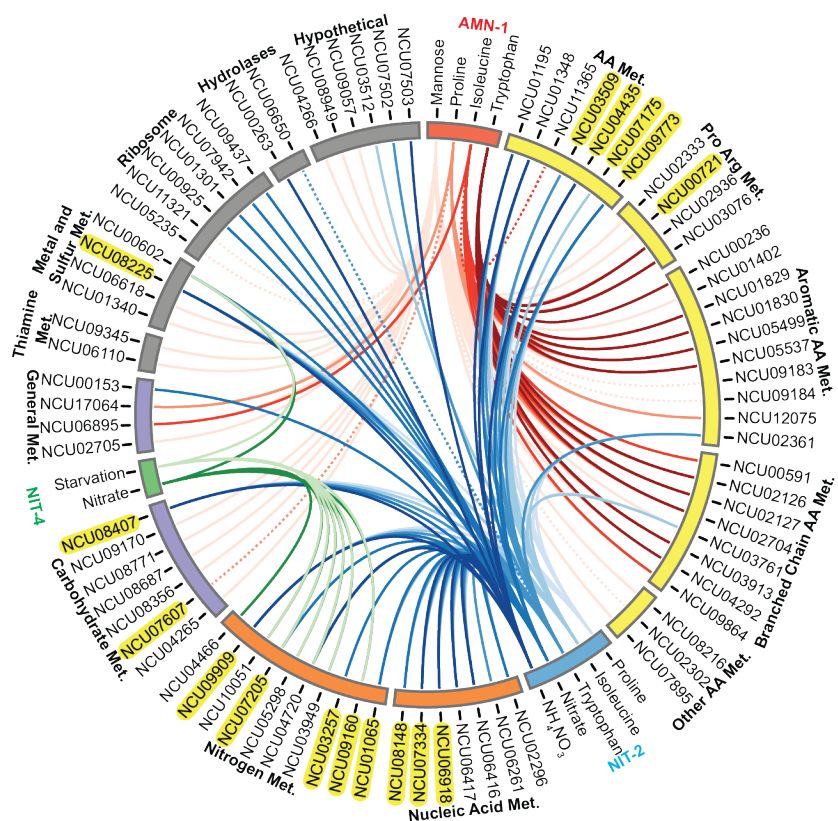 AMN-1
Mannose
Proline
Isoleucine
Tryptophan
AA Met.
NCU01195
NCU01348
NCU11365
NCU03509
NCU04435
NCU07175
NCU09773
Pro Arg Met.
NCU02333
NCU00721
NCU02936
NCU03076
Aromatic AA Met.
NCU00236
NCU01402
NCU01829
NCU01830
NCU05499
NCU05537
NCU09183
NCU09184
NCU12075
NCU02361
Branched Chain AA Met.
NCU00591
NCU02126
NCU02127
NCU02704
NCU03761
NCU03913
NCU04292
NCU09864
Other AA Met.
NCU08216
NCU02302
NCU07895
NIT-2
Proline
Isoleucine
Tryptophan
Nitrate
NH₄NO₃
Nucleic Acid Met.
NCU02296
NCU06261
NCU06416
NCU06417
NCU06918
NCU07334
NCU08148
Nitrogen Met.
NCU01065
NCU09160
NCU03257
NCU03949
NCU04720
NCU05298
NCU07205
NCU10051
NCU09909
NCU04466
Carbohydrate Met.
NCU04265
NCU07607
NCU08356
NCU08687
NCU08771
NCU09170
NCU08407
NIT-4
Nitrate
Starvation
General Met.
NCU02705
NCU06895
NCU17064
NCU00153
Thiamine
Met.
NCU06110
NCU09345
Metal and
Sulfur Met.
NCU01340
NCU06618
NCU08225
NCU00602
Ribosome
NCU05235
NCU11321
NCU00925
NCU01301
NCU07942
NCU09437
Hydrolases
NCU00263
NCU06650
Hypothetical
NCU04266
NCU08949
NCU09057
NCU03512
NCU07502
NCU07503